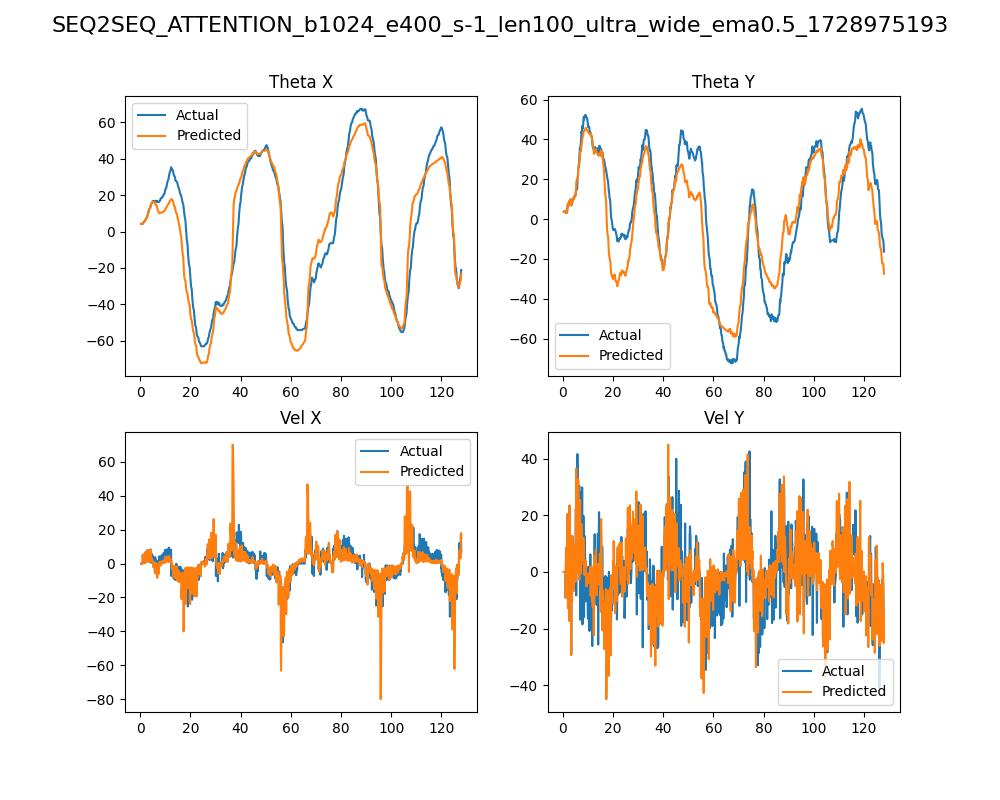 SEQ2SEQ_ATTENTION_b1024_e400_s-1_len100_ultra_wide_ema0.5_1728975193
Theta X
Actual
Predicted
60
40
20
0
−20
−40
−60
0 20 40 60 80 100 120
Theta Y
60
40
20
0
−20
−40
−60
Actual
Predicted
0 20 40 60 80 100 120
Vel X
Actual
Predicted
60
40
20
0
−20
−40
−60
−80
0 20 40 60 80 100 120
Vel Y
40
20
0
−20
−40
Actual
Predicted
0 20 40 60 80 100 120